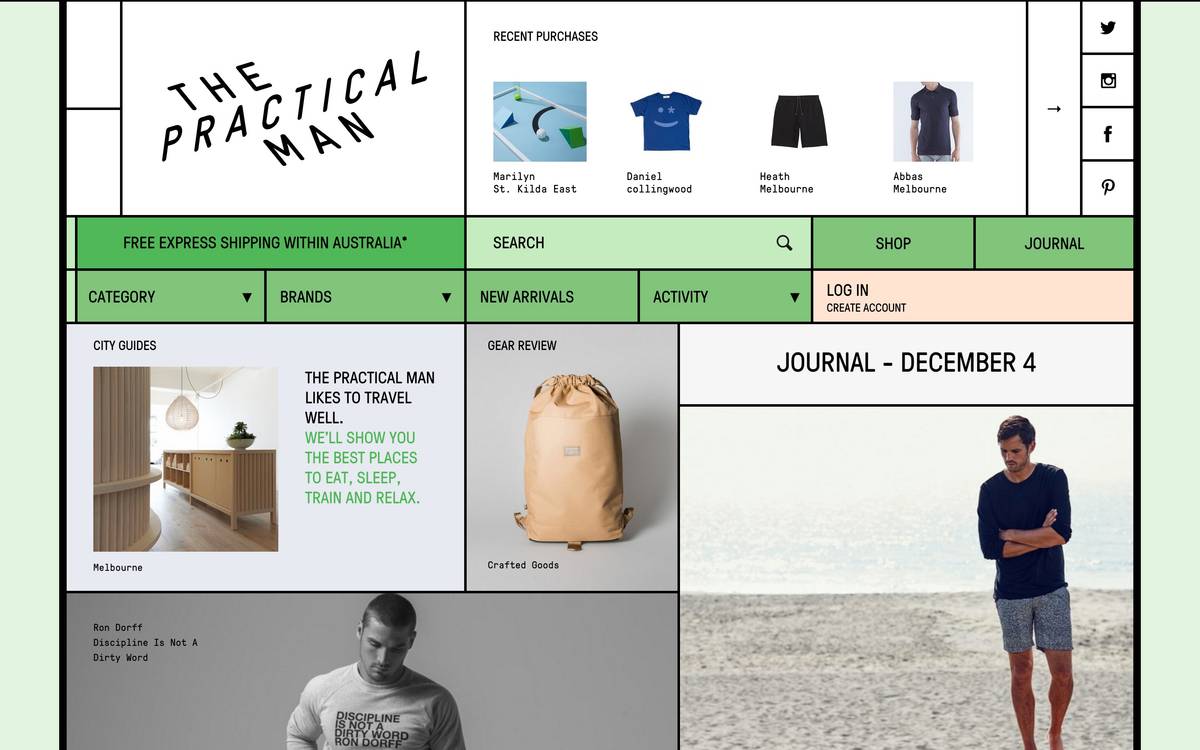 THE
PRACTICAL
MAN
RECENT PURCHASES
Marilyn
St. Kilda East
Daniel
collingwood
Heath
Melbourne
Abbas
Melbourne
→
FREE EXPRESS SHIPPING WITHIN AUSTRALIA*
SEARCH
SHOP
JOURNAL
CATEGORY ▼
BRANDS ▼
NEW ARRIVALS
ACTIVITY ▼
LOG IN
CREATE ACCOUNT
CITY GUIDES
THE PRACTICAL MAN
LIKES TO TRAVEL
WELL.
WE'LL SHOW YOU
THE BEST PLACES
TO EAT, SLEEP,
TRAIN AND RELAX.
Melbourne
GEAR REVIEW
Crafted Goods
JOURNAL - DECEMBER 4
Ron Dorff
Discipline Is Not A
Dirty Word
DISCIPLINE
IS NOT A
DIRTY WORD
RON DORFF